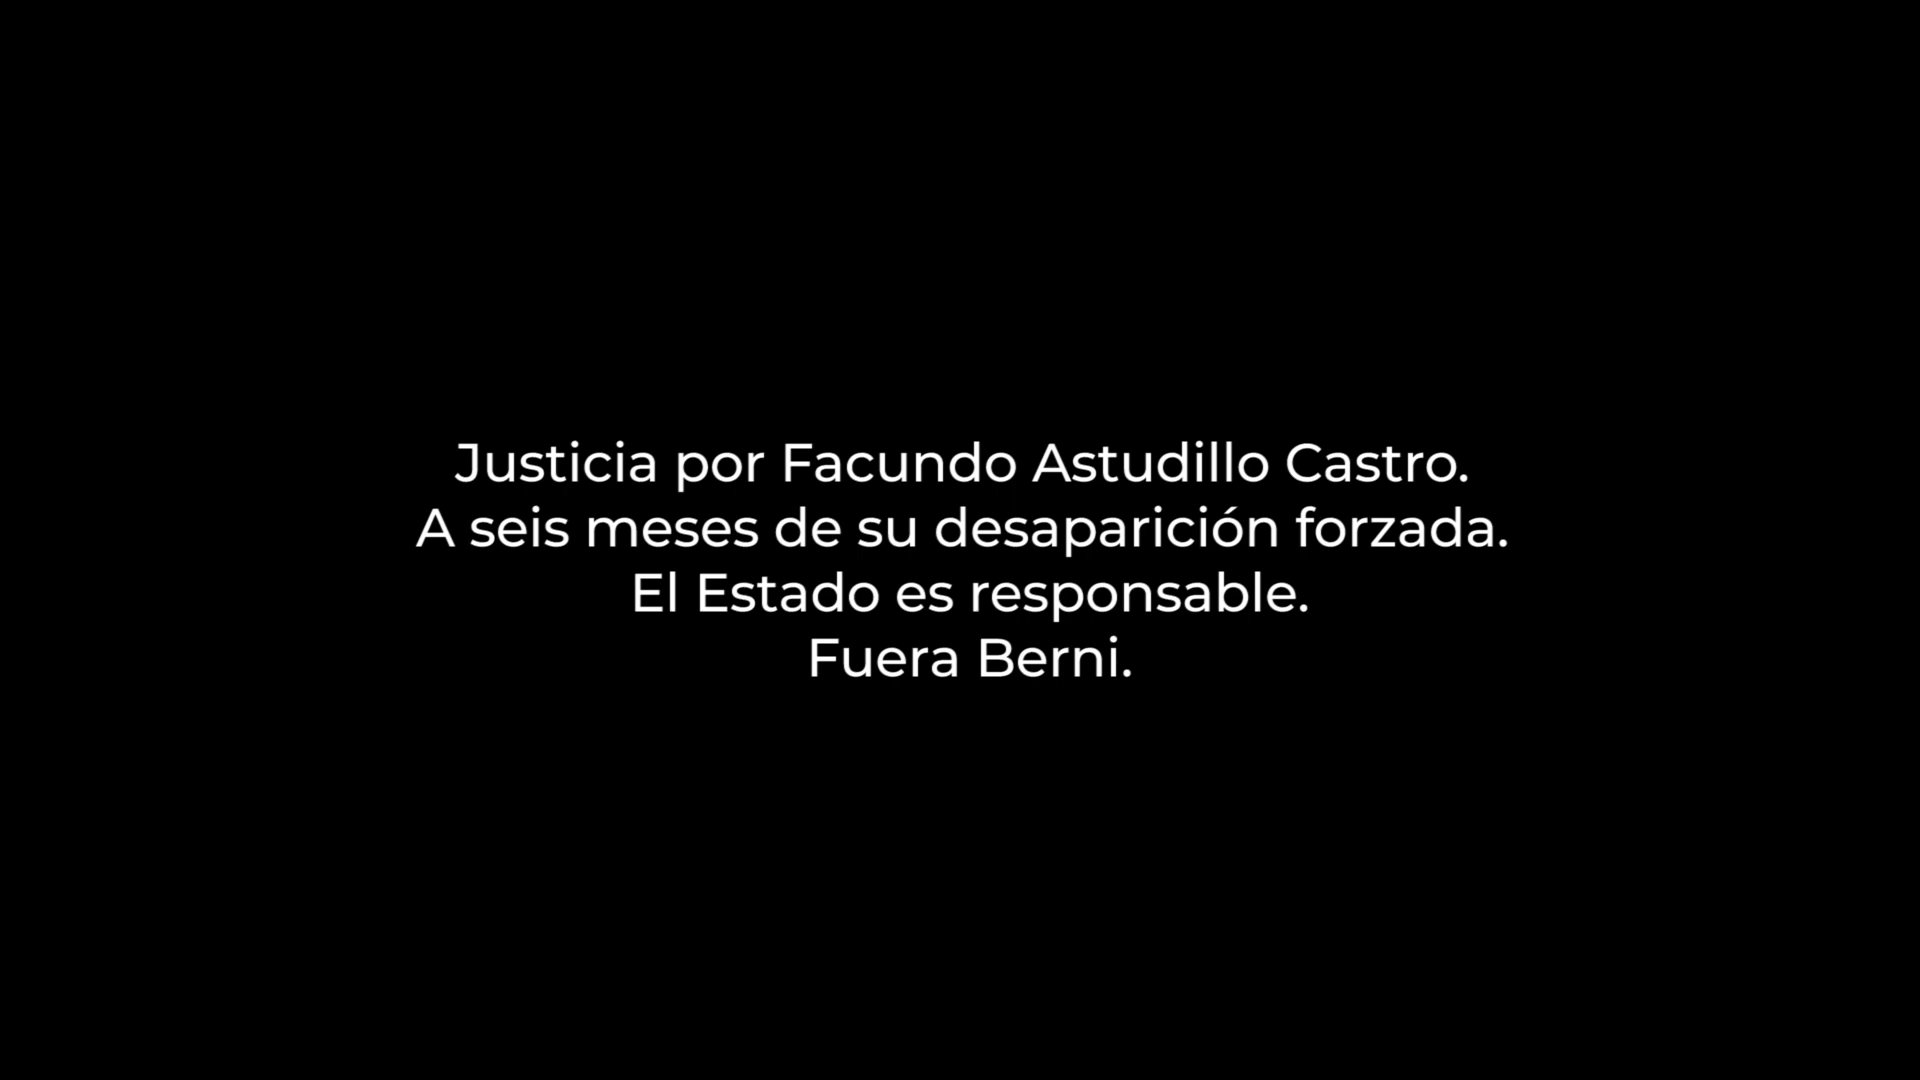 Justicia por Facundo Astudillo Castro.
A seis meses de su desaparición forzada.
El Estado es responsable.
Fuera Berni.